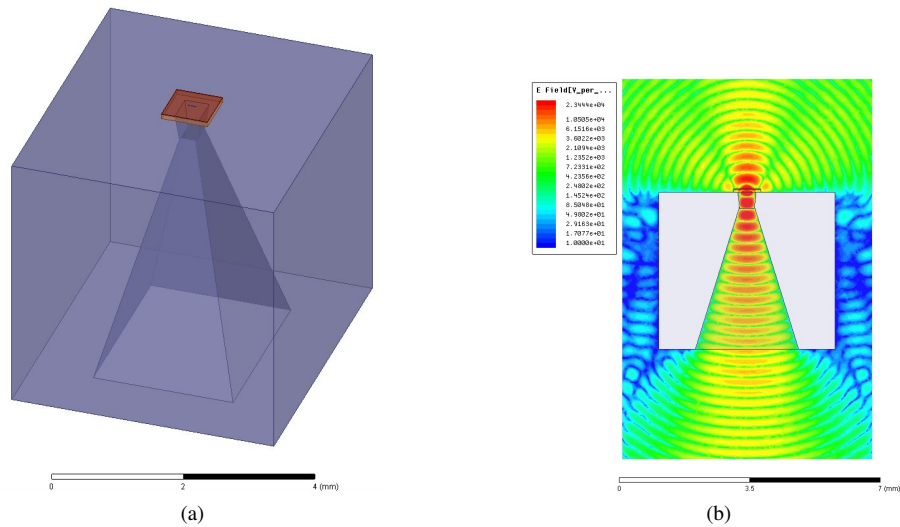 E Field[V_per_...
2.3444e+04
1.0505e+04
6.1516e+03
3.6022e+03
2.1094e+03
1.2352e+03
7.2331e+02
4.2356e+02
2.4802e+02
1.4524e+02
8.5048e+01
4.9802e+01
2.9163e+01
1.7077e+01
1.0000e+01
0 2 4 (mm)
0 3.5 7 (mm)
(a) (b)